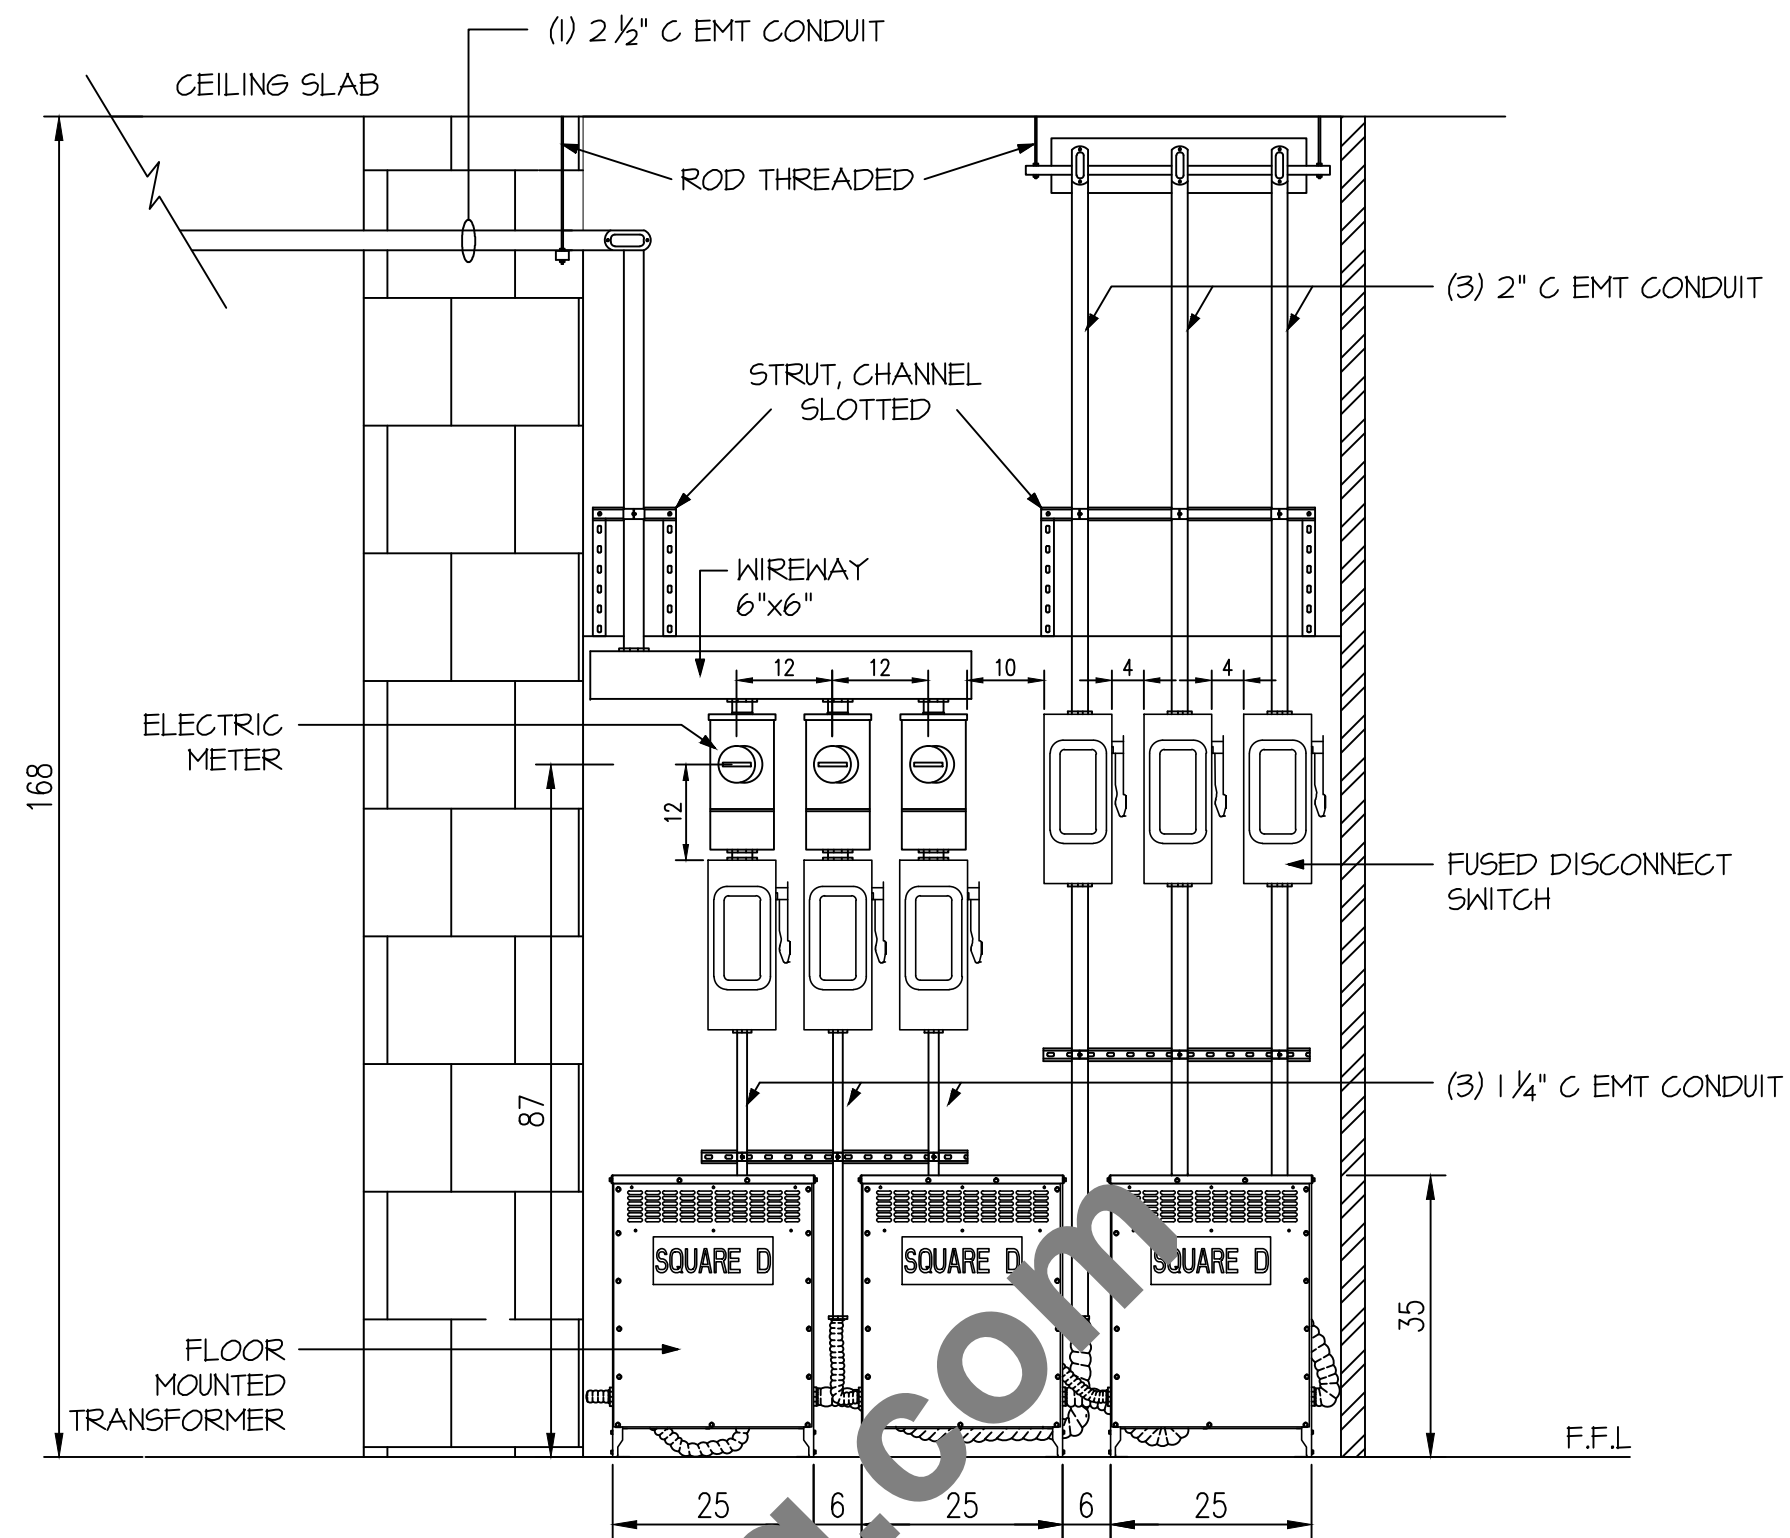 (1) 2 ½" C EMT CONDUIT
CEILING SLAB
ROD THREADED
(3) 2" C EMT CONDUIT
STRUT, CHANNEL
SLOTTED
WIREWAY
6"x6"
12
12
10
4
4
ELECTRIC
METER
168
12
FUSED DISCONNECT
SWITCH
87
(3) 1 ¼" C EMT CONDUIT
SQUARE D
SQUARE D
SQUARE D
35
FLOOR
MOUNTED
TRANSFORMER
F.F.L
25
6
25
6
25
.com